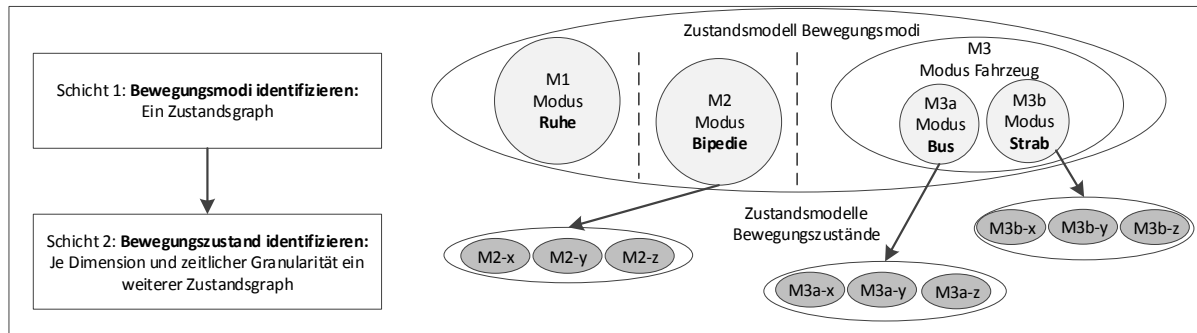 Schicht 1: Bewegungsmodi identifizieren:
Ein Zustandsgraph
Schicht 2: Bewegungszustand identifizieren:
Je Dimension und zeitlicher Granularität ein
weiterer Zustandsgraph
Zustandsmodell Bewegungsmodi
M1
Modus
Ruhe
M2
Modus
Bipedie
M3
Modus Fahrzeug
M3a
Modus
Bus
M3b
Modus
Strab
Zustandsmodelle
Bewegungszustände
M2-x
M2-y
M2-z
M3a-x
M3a-y
M3a-z
M3b-x
M3b-y
M3b-z